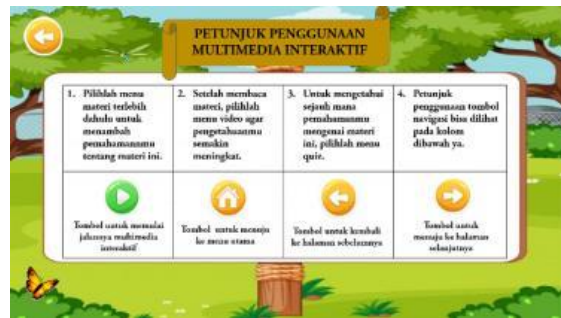 PETUNJUK PENGGUNAAN
MULTIMEDIA INTERAKTIF
1. Pilihlah menu
materi terlebih
dahulu untuk
menambah
pemahamanmu
tentang materi ini.
2. Setelah membaca
materi, pilihlah
menu video agar
pengetahuanmu
semakin
meningkat.
3. Untuk mengetahui
sejauh mana
pemahamanmu
mengenai materi
ini, pilihlah menu
quiz.
4. Petunjuk
penggunaan tombol
navigasi bisa dilihat
pada kolom
dibawah ya.
Tombol untuk memulai
jalannya multimedia
interaktif
Tombol untuk menuju
ke menu utama
Tombol untuk kembali
ke halaman sebelumnya
Tombol untuk
menuju ke halaman
selanjutnya